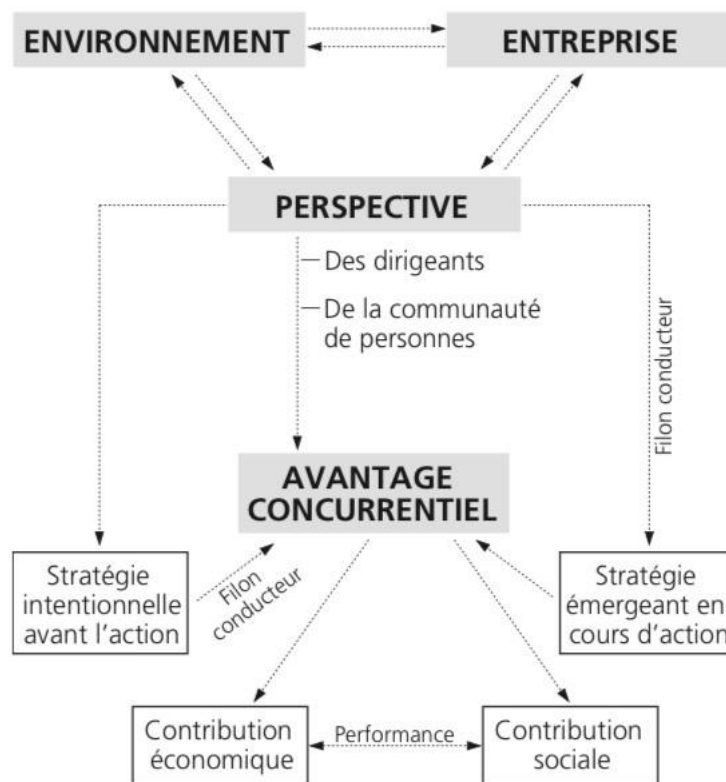 ENVIRONNEMENT
ENTREPRISE
PERSPECTIVE
Des dirigeants
De la communauté
de personnes
Filon conducteur
AVANTAGE
CONCURRENTIEL
Stratégie
intentionnelle
avant l'action
Filon
conducteur
Stratégie
émergeant en
cours d'action
Contribution
économique
Performance
Contribution
sociale